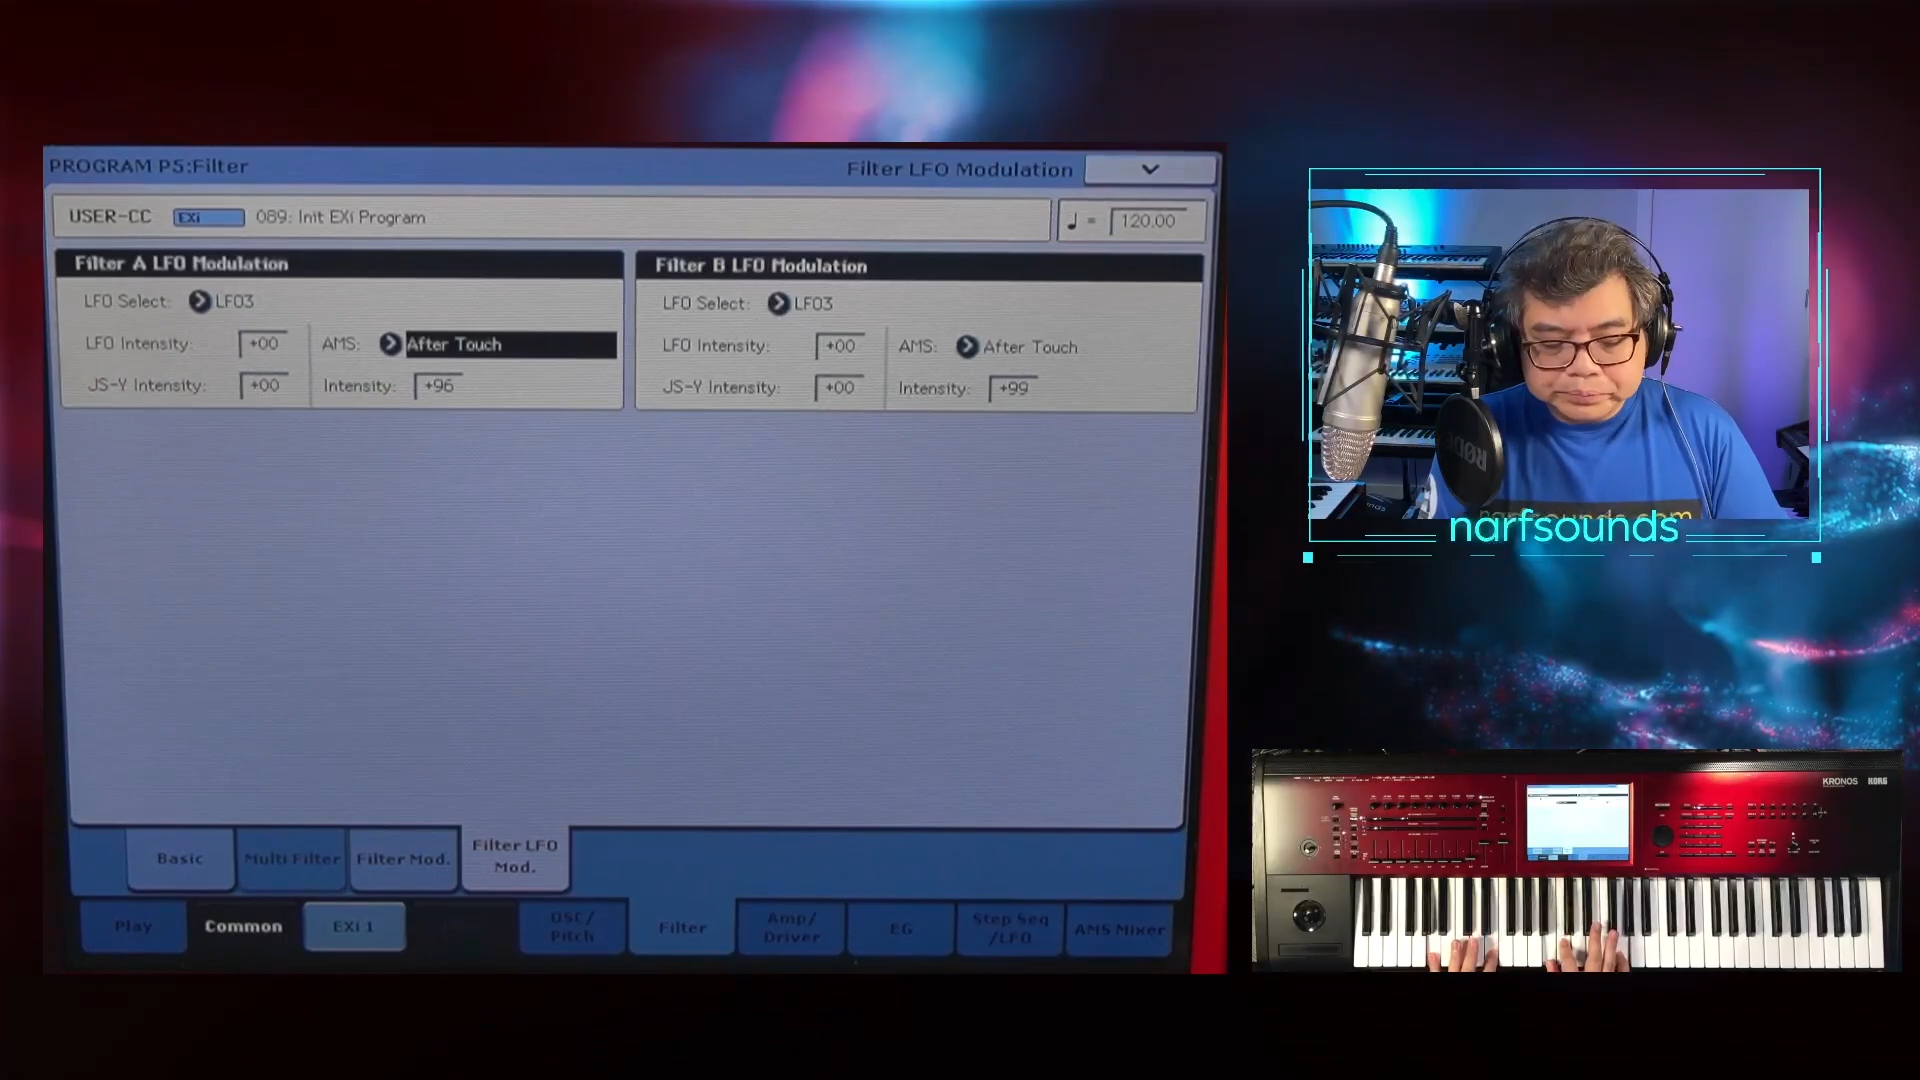 PROGRAM P5:Filter
Filter LFO Modulation
USER-CC EXi 089: Init EXi Program
♩ = 120.00
Filter A LFO Modulation
LFO Select: LFO3
LFO Intensity: +00 AMS: After Touch
JS-Y Intensity: +00 Intensity: +96
Filter B LFO Modulation
LFO Select: LFO3
LFO Intensity: +00 AMS: After Touch
JS-Y Intensity: +00 Intensity: +99
Basic
Multi Filter
Filter Mod.
Filter LFO
Mod.
Play
Common
EXi 1
OSC/
Pitch
Filter
Amp/
Driver
EG
Step Seq
/LFO
AMS Mixer
RØDE
narfsounds.com
narfsounds
KRONOS KORG